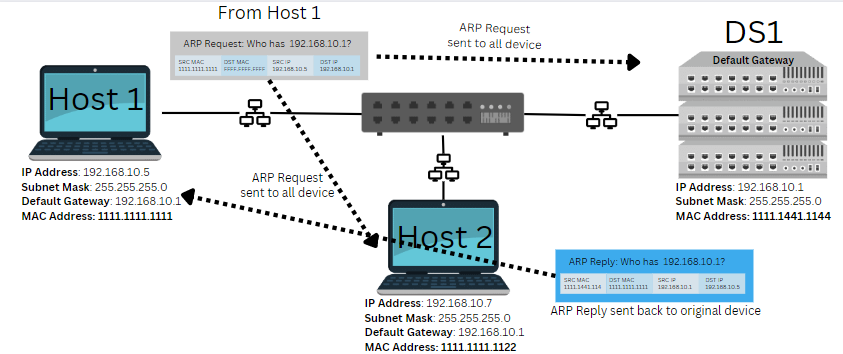 From Host 1
ARP Request: Who has 192.168.10.1?
SRC MAC DST MAC SRC IP DST IP
1111.1111.1111 FFFF.FFFF.FFFF 192.168.10.5 192.168.10.1
ARP Request
sent to all device
DS1
Default Gateway
Host 1
IP Address: 192.168.10.5
Subnet Mask: 255.255.255.0
Default Gateway: 192.168.10.1
MAC Address: 1111.1111.1111
ARP Request
sent to all device
IP Address: 192.168.10.1
Subnet Mask: 255.255.255.0
MAC Address: 1111.1441.1144
Host 2
IP Address: 192.168.10.7
Subnet Mask: 255.255.255.0
Default Gateway: 192.168.10.1
MAC Address: 1111.1111.1122
ARP Reply: Who has 192.168.10.1?
SRC MAC DST MAC SRC IP DST IP
1111.1441.114 1111.1111.1111 192.168.10.1 192.168.10.5
ARP Reply sent back to original device